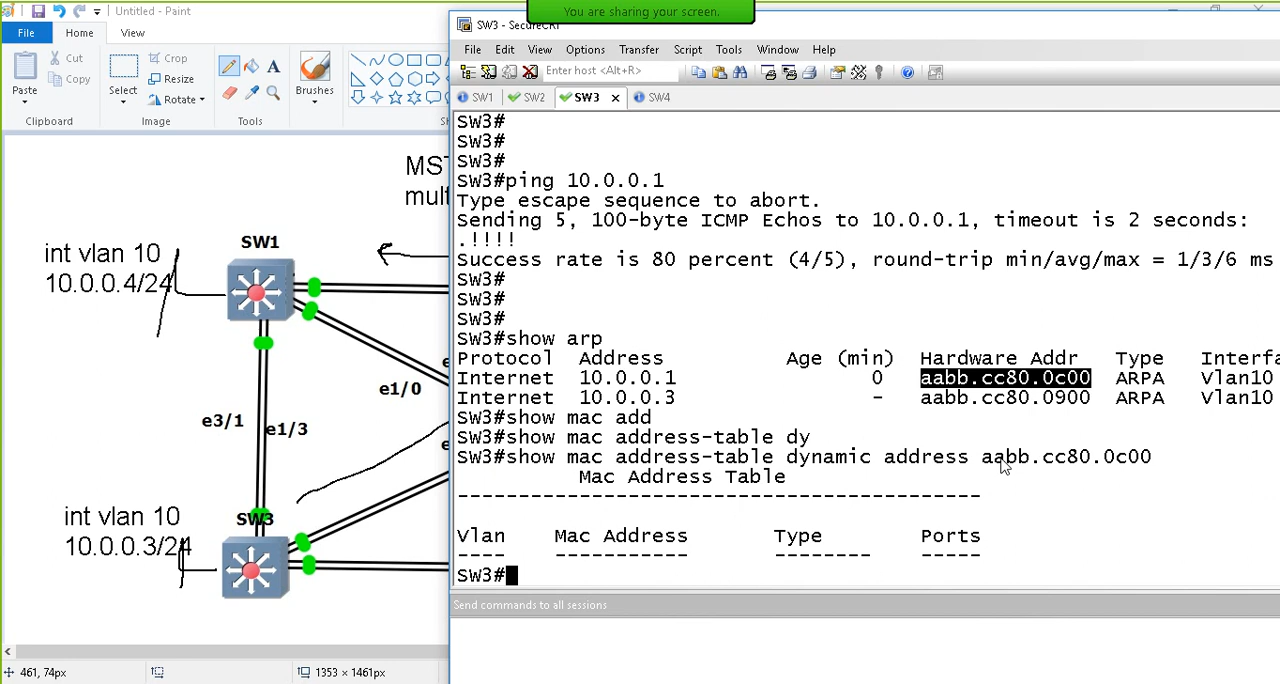 Untitled - Paint
You are sharing your screen.
SW3 - SecureCRT
File
Home
View
File Edit View Options Transfer Script Tools Window Help
Paste
Cut
Copy
Clipboard
Select
Crop
Resize
Rotate
Image
A
Tools
Brushes
Enter host <Alt+R>
SW1
SW2
SW3
SW4
MST
int vlan 10
10.0.0.4/24
SW1
e1/0
e3/1
e1/3
int vlan 10
10.0.0.3/24
SW3
SW3#
SW3#
SW3#
SW3#ping 10.0.0.1
Type escape sequence to abort.
Sending 5, 100-byte ICMP Echos to 10.0.0.1, timeout is 2 seconds:
.!!!!
Success rate is 80 percent (4/5), round-trip min/avg/max = 1/3/6 ms
SW3#
SW3#
SW3#
SW3#show arp
Protocol Address Age (min) Hardware Addr Type Interfa
Internet 10.0.0.1 0 aabb.cc80.0c00 ARPA Vlan10
Internet 10.0.0.3 - aabb.cc80.0900 ARPA Vlan10
SW3#show mac add
SW3#show mac address-table dy
SW3#show mac address-table dynamic address aabb.cc80.0c00
Mac Address Table
-------------------------------------------
Vlan Mac Address Type Ports
---- ----------- -------- -----
SW3#
Send commands to all sessions
461, 74px
1353 × 1461px